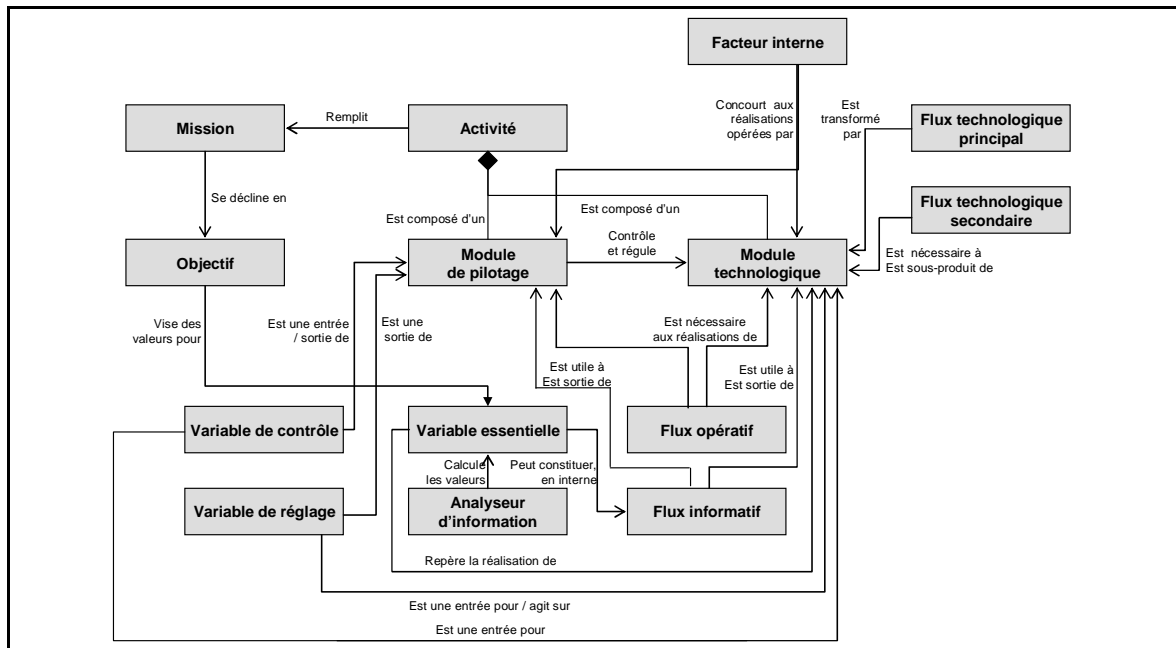 Facteur interne
Remplit
Mission
Activité
Concourt aux
réalisations
opérées par
Est
transformé
par
Flux technologique
principal
Se décline en
Est composé d'un
Est composé d'un
Flux technologique
secondaire
Objectif
Module
de pilotage
Contrôle
et régule
Module
technologique
Est nécessaire à
Est sous-produit de
Vise des
valeurs pour
Est une entrée
/ sortie de
Est une
sortie de
Est nécessaire
aux réalisations de
Est utile à
Est sortie de
Est utile à
Est sortie de
Variable de contrôle
Variable essentielle
Flux opératif
Calcule
les valeurs
Peut constituer,
en interne
Variable de réglage
Analyseur
d'information
Flux informatif
Repère la réalisation de
Est une entrée pour / agit sur
Est une entrée pour